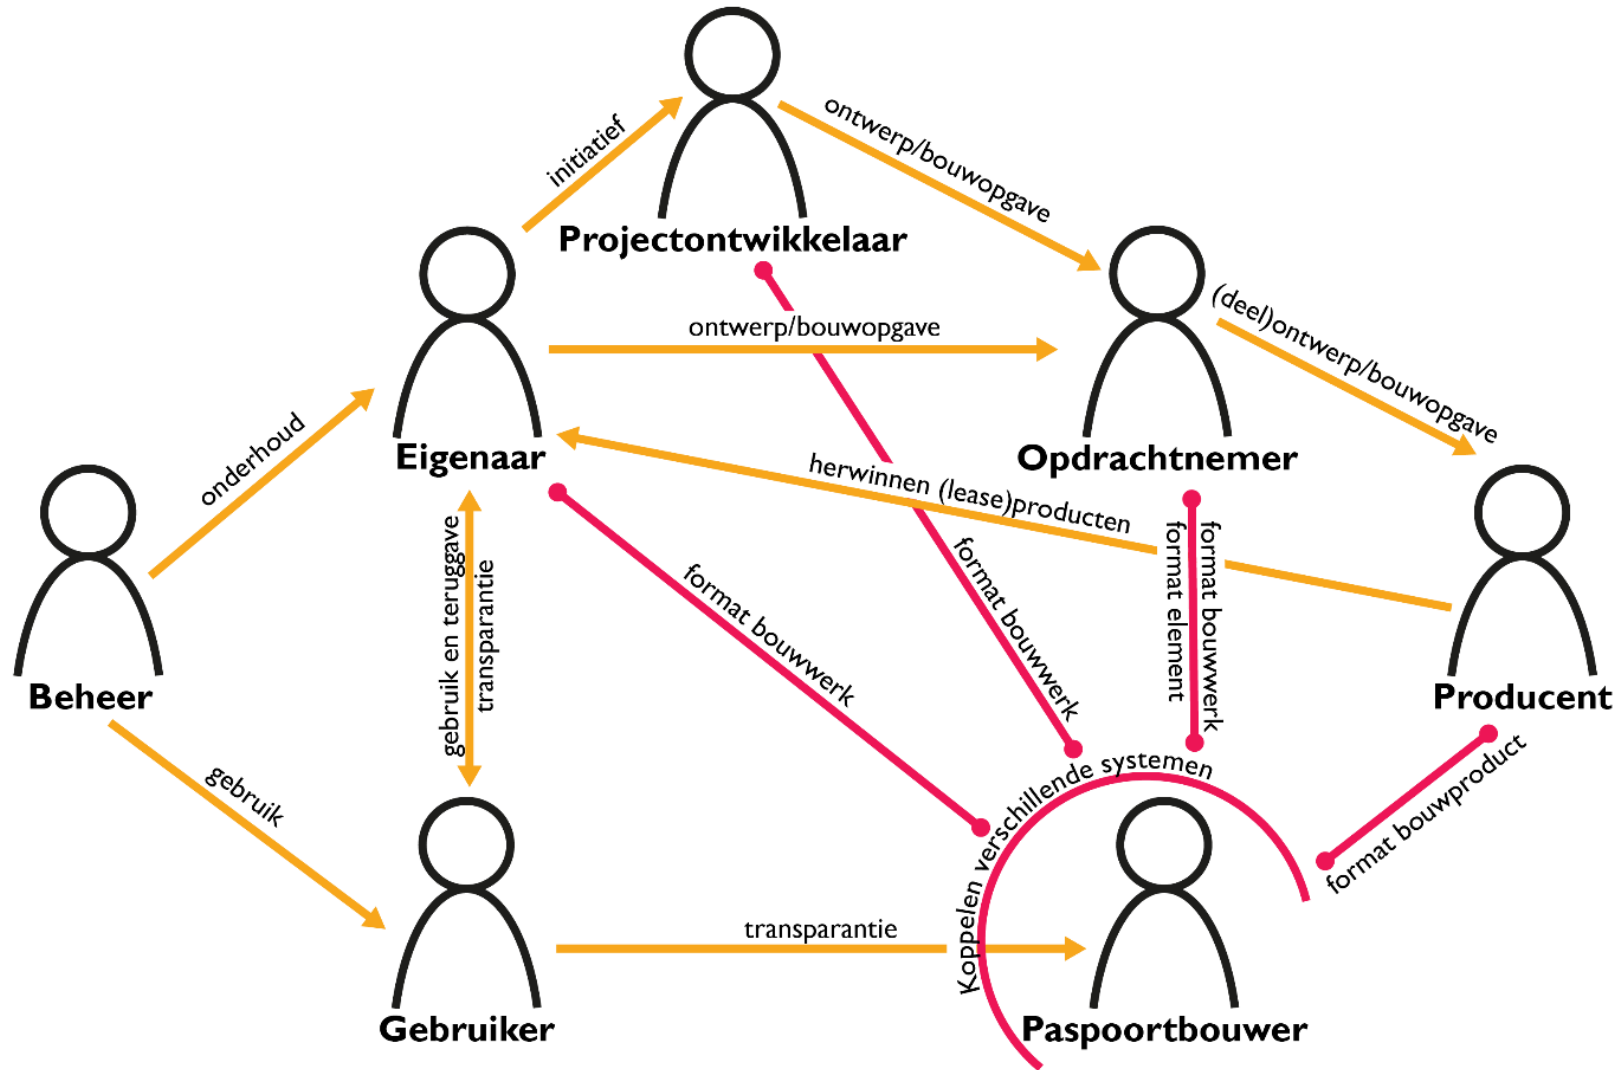 ontwerp/bouwopgave
initiatief
Projectontwikkelaar
(deel)ontwerp/bouwopgave
ontwerp/bouwopgave
onderhoud
Eigenaar
herwinnen (lease)producten
Opdrachtnemer
gebruik en teruggave
transparantie
format bouwwerk
format bouwwerk
format element
format bouwwerk
Beheer
Producent
gebruik
Koppelen verschillende systemen
format bouwproduct
transparantie
Gebruiker
Paspoortbouwer